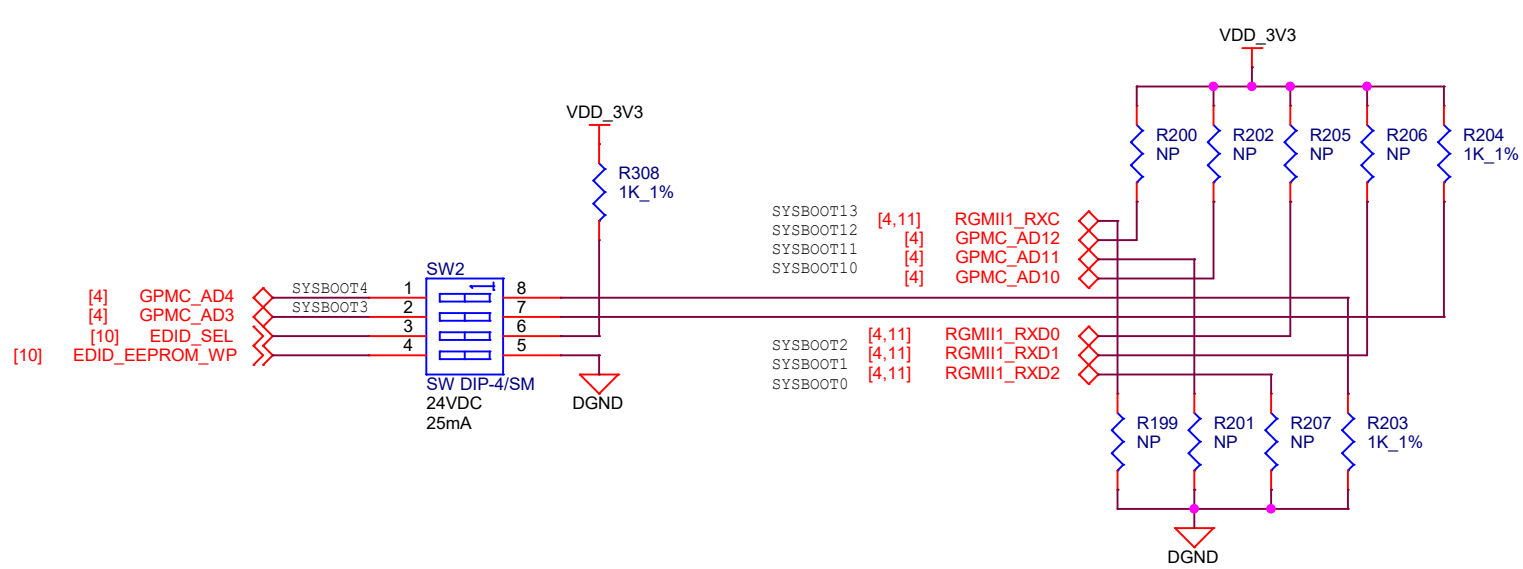 VDD_3V3
VDD_3V3
R200
NP
R202
NP
R205
NP
R206
NP
R204
1K_1%
R308
1K_1%
SYSBOOT13 [4,11] RGMII1_RXC
SYSBOOT12 [4] GPMC_AD12
SYSBOOT11 [4] GPMC_AD11
SYSBOOT10 [4] GPMC_AD10
SW2
[4] GPMC_AD4 SYSBOOT4 1 8
[4] GPMC_AD3 SYSBOOT3 2 7
[10] EDID_SEL 3 6
[10] EDID_EEPROM_WP 4 5
SW DIP-4/SM
24VDC
25mA
DGND
[4,11] RGMII1_RXD0
SYSBOOT2 [4,11] RGMII1_RXD1
SYSBOOT1 [4,11] RGMII1_RXD2
SYSBOOT0
R199
NP
R201
NP
R207
NP
R203
1K_1%
DGND